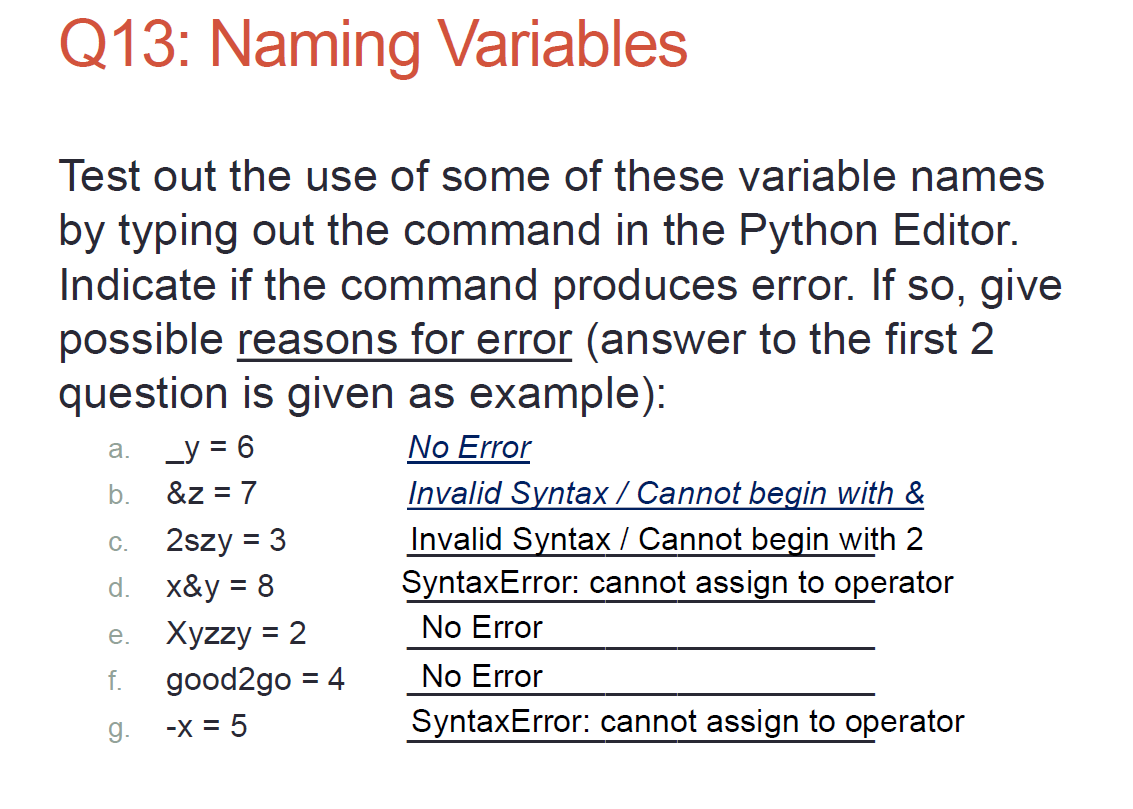 Q13: Naming Variables
Test out the use of some of these variable names
by typing out the command in the Python Editor.
Indicate if the command produces error. If so, give
possible reasons for error (answer to the first 2
question is given as example):
a. _y = 6 No Error
b. &z = 7 Invalid Syntax / Cannot begin with &
c. 2szy = 3 Invalid Syntax / Cannot begin with 2
d. x&y = 8 SyntaxError: cannot assign to operator
e. Xyzzy = 2 No Error
f. good2go = 4 No Error
g. -x = 5 SyntaxError: cannot assign to operator